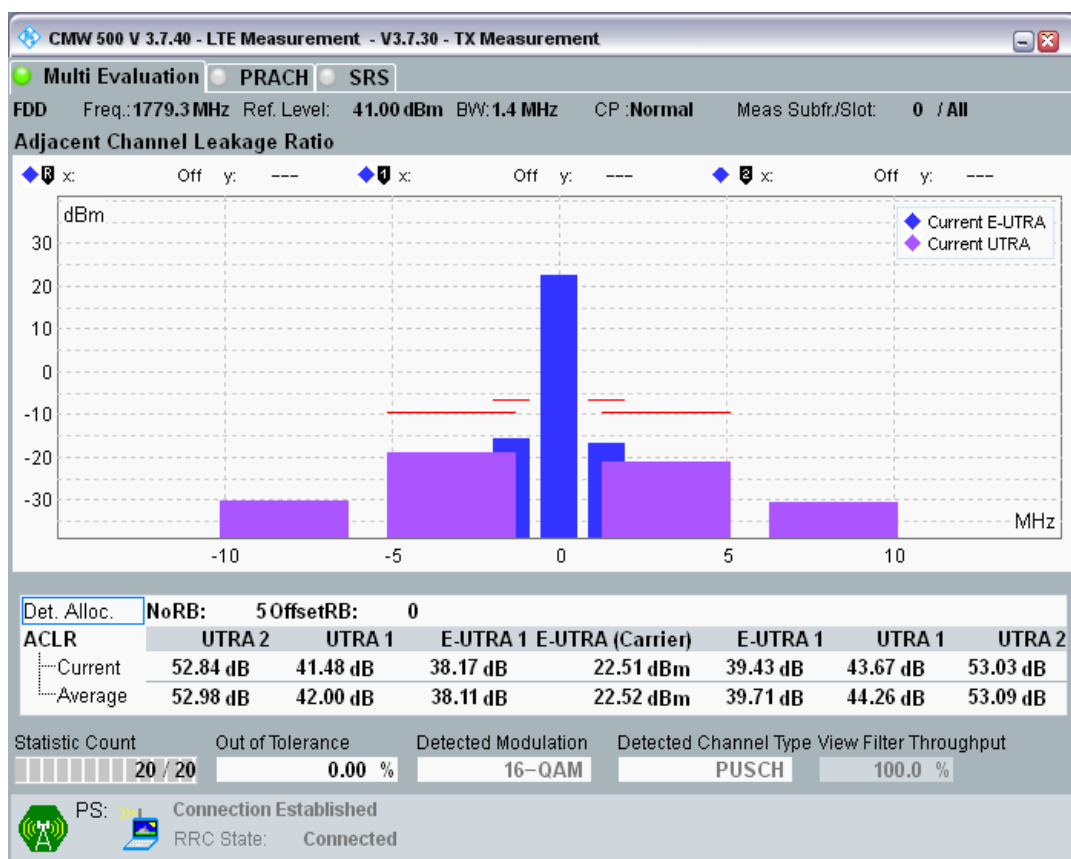 CMW 500 V 3.7.40 - LTE Measurement - V3.7.30 - TX Measurement
Multi Evaluation PRACH SRS
FDD Freq.: 1779.3 MHz Ref. Level: 41.00 dBm BW: 1.4 MHz CP : Normal Meas Subfr./Slot: 0 / All
Adjacent Channel Leakage Ratio
R x: Off y: --- 1 x: Off y: --- 2 x: Off y: ---
dBm
Current E-UTRA
Current UTRA
30
20
10
0
-10
-20
-30
MHz
-10 -5 0 5 10
Det. Alloc. NoRB: 5 OffsetRB: 0
ACLR UTRA 2 UTRA 1 E-UTRA 1 E-UTRA (Carrier) E-UTRA 1 UTRA 1 UTRA 2
Current 52.84 dB 41.48 dB 38.17 dB 22.51 dBm 39.43 dB 43.67 dB 53.03 dB
Average 52.98 dB 42.00 dB 38.11 dB 22.52 dBm 39.71 dB 44.26 dB 53.09 dB
Statistic Count Out of Tolerance Detected Modulation Detected Channel Type View Filter Throughput
20 / 20 0.00 % 16-QAM PUSCH 100.0 %
PS: Connection Established
RRC State: Connected